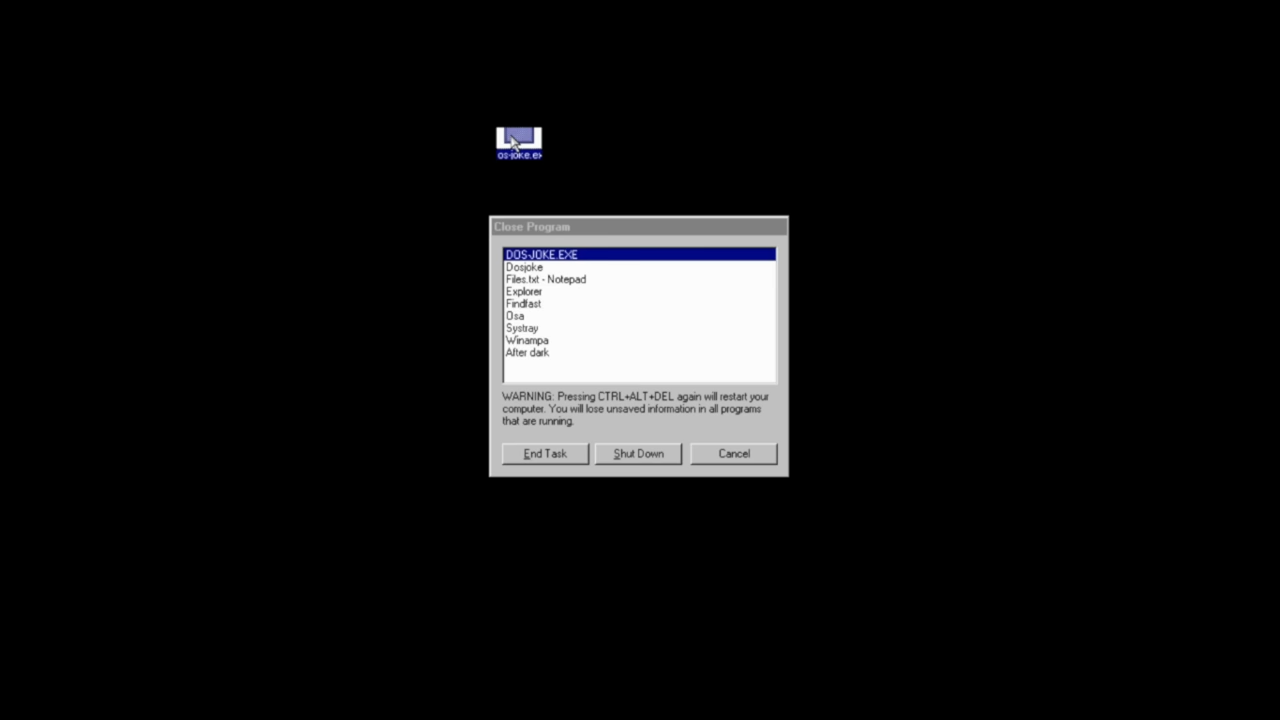 os-joke.ex
Close Program
DOS-JOKE.EXE
Dosjoke
Files.txt - Notepad
Explorer
Findfast
Osa
Systray
Winampa
After dark
WARNING: Pressing CTRL+ALT+DEL again will restart your
computer. You will lose unsaved information in all programs
that are running.
End Task Shut Down Cancel